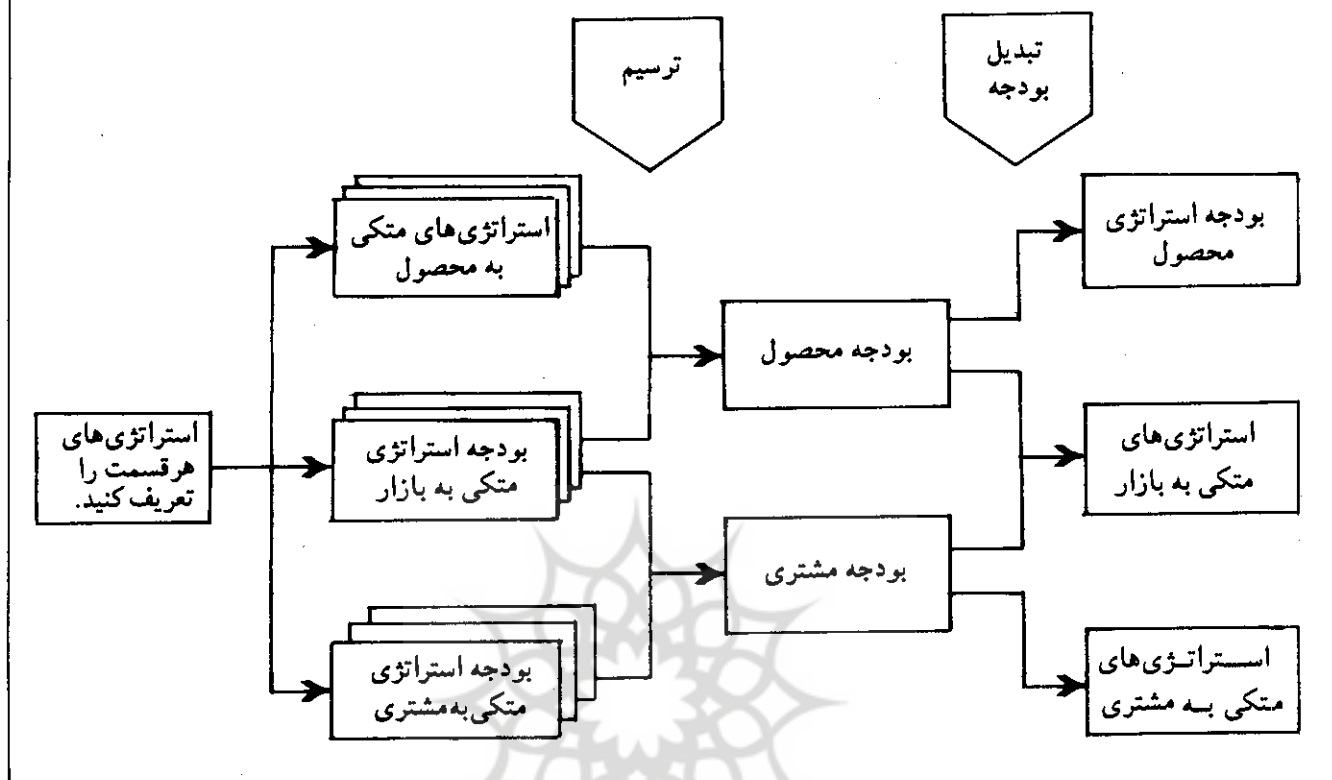 ترسیم
تبدیل
بودجه
استراتژی‌های متکی
به محصول
بودجه استراتژی
محصول
بودجه محصول
استراتژی‌های
هرقسمت را
تعریف کنید.
بودجه استراتژی
متکی به بازار
استراتژی‌های
متکی به بازار
بودجه مشتری
بودجه استراتژی
متکی به مشتری
اســتراتــژی‌های
متکی بــه مشتری